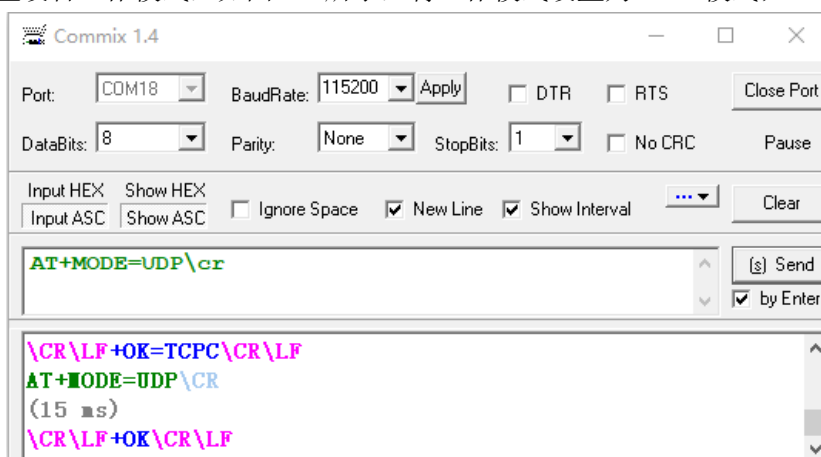 Commix 1.4
Port: COM18 BaudRate: 115200 Apply DTR RTS Close Port
DataBits: 8 Parity: None StopBits: 1 No CRC Pause
Input HEX Show HEX
Input ASC Show ASC Ignore Space New Line Show Interval ... Clear
AT+MODE=UDP\cr
(s) Send
by Enter
\CR\LF+OK=TCPC\CR\LF
AT+MODE=UDP\CR
(15 ms)
\CR\LF+OK\CR\LF